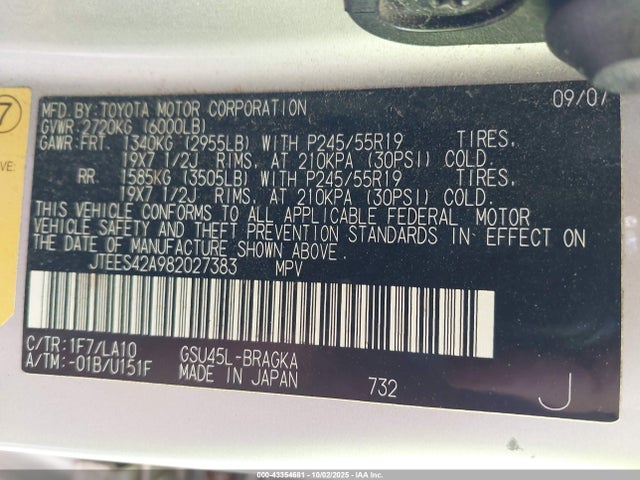 MFD. BY: TOYOTA MOTOR CORPORATION 09/07
GVWR 2720KG (6000LB)
GAWR: FRT. 1340KG (2955LB) WITH P245/55R19 TIRES,
19X7 1/2J RIMS, AT 210KPA (30PSI) COLD.
RR 1585KG (3505LB) WITH P245/55R19 TIRES,
19X7 1/2J RIMS, AT 210KPA (30PSI) COLD.
THIS VEHICLE CONFORMS TO ALL APPLICABLE FEDERAL MOTOR
VEHICLE SAFETY AND THEFT PREVENTION STANDARDS IN EFFECT ON
THE DATE OF MANUFACTURE SHOWN ABOVE.
JTEES42A982027383 MPV
C/TR: 1F7/LA10 GSU45L-BRAGKA
A/TM: -01B/U151F MADE IN JAPAN 732 J
7
VE:
000-43354681 - 10/02/2025 - IAA Inc.